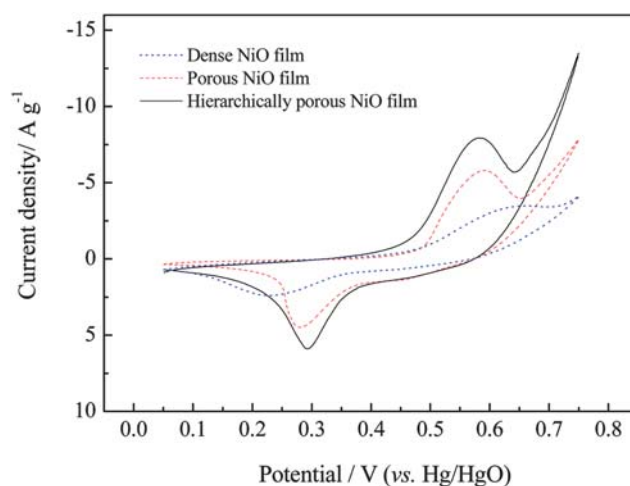 -15
-10
-5
0
5
10
Current density/ A g-1
Dense NiO film
Porous NiO film
Hierarchically porous NiO film
0.0 0.1 0.2 0.3 0.4 0.5 0.6 0.7 0.8
Potential / V (vs. Hg/HgO)